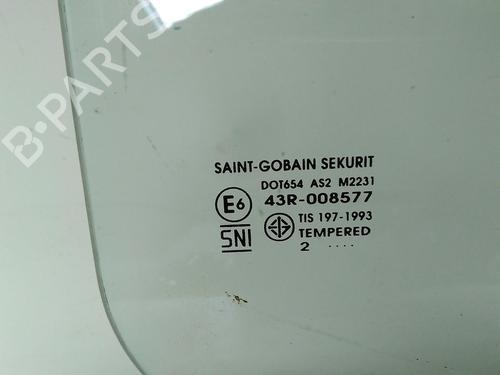 B-PARTS
SAINT-GOBAIN SEKURIT
DOT654 AS2 M2231
E6 43R-008577
SNI TIS 197-1993
TEMPERED
2 ....